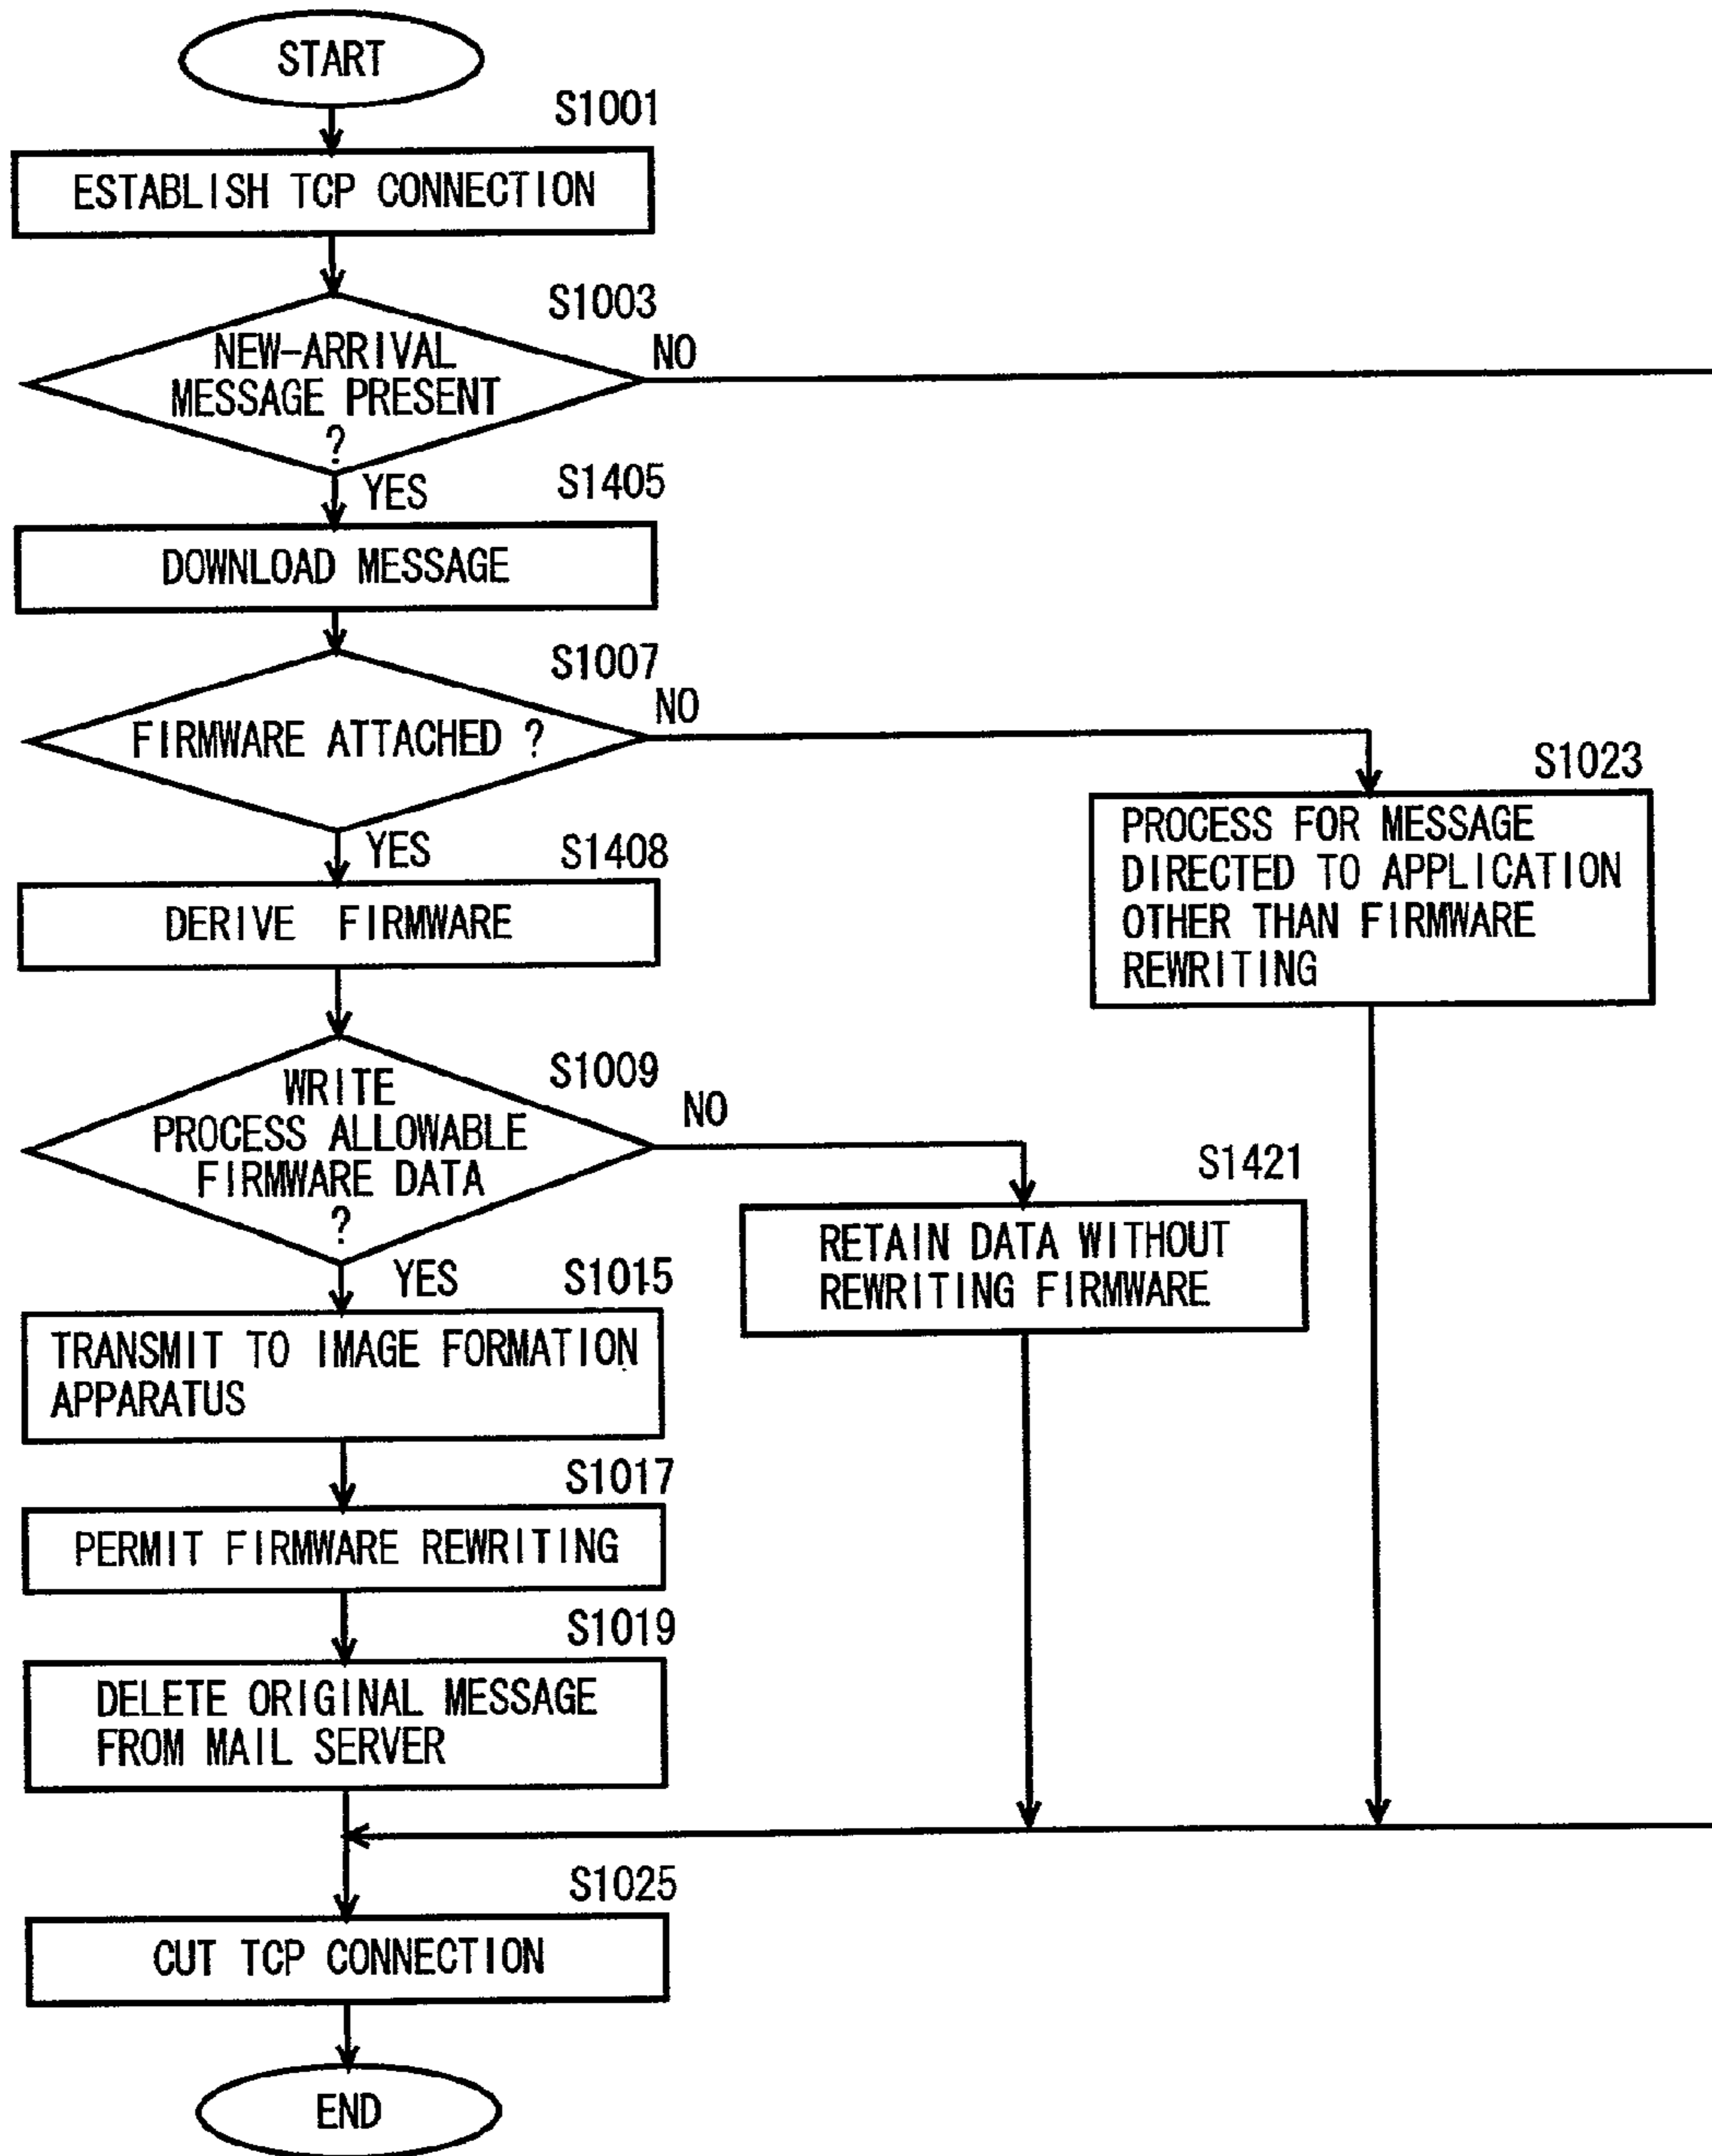 START
S1001
ESTABLISH TCP CONNECTION
S1003
NEW-ARRIVAL
MESSAGE PRESENT
?
NO
YES
S1405
DOWNLOAD MESSAGE
S1007
FIRMWARE ATTACHED ?
NO
YES
S1408
DERIVE FIRMWARE
S1023
PROCESS FOR MESSAGE
DIRECTED TO APPLICATION
OTHER THAN FIRMWARE
REWRITING
S1009
WRITE
PROCESS ALLOWABLE
FIRMWARE DATA
?
NO
YES
S1421
RETAIN DATA WITHOUT
REWRITING FIRMWARE
S1015
TRANSMIT TO IMAGE FORMATION
APPARATUS
S1017
PERMIT FIRMWARE REWRITING
S1019
DELETE ORIGINAL MESSAGE
FROM MAIL SERVER
S1025
CUT TCP CONNECTION
END